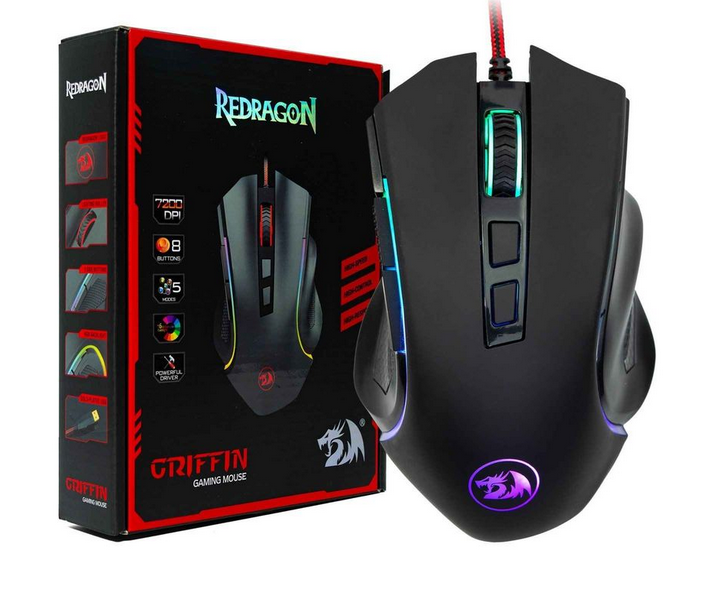 REDRAGON
REDRAGON
7200
DPI
8
BUTTONS
5
MODES
POWERFUL
DRIVER
GRIFFIN
GAMING MOUSE
®
GRIFFIN
GAMING MOUSE